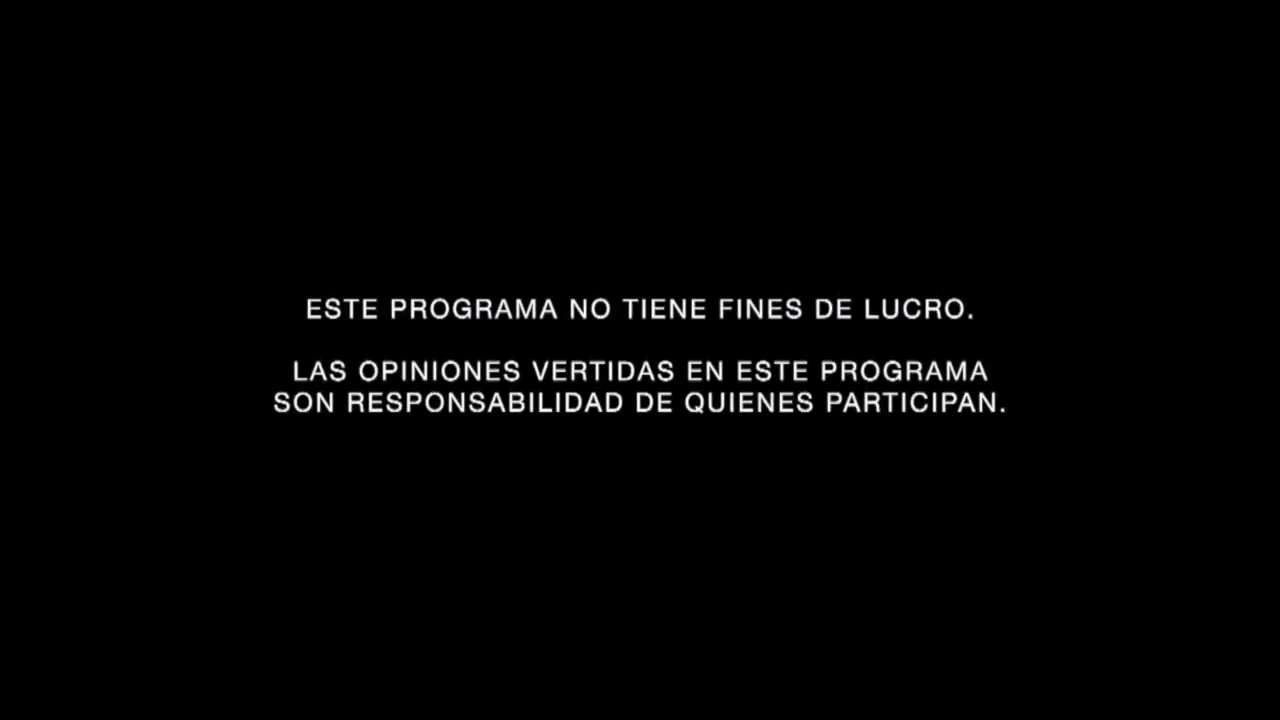 ESTE PROGRAMA NO TIENE FINES DE LUCRO.
LAS OPINIONES VERTIDAS EN ESTE PROGRAMA
SON RESPONSABILIDAD DE QUIENES PARTICIPAN.